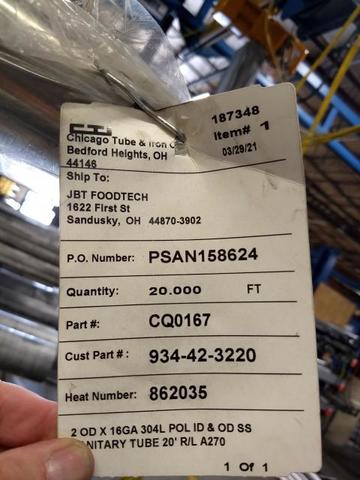 187348
Item# 1
03/29/21
Chicago Tube & Iron
Bedford Heights, OH
44146
Ship To:
JBT FOODTECH
1622 First St
Sandusky, OH 44870-3902
P.O. Number: PSAN158624
Quantity: 20.000 FT
Part #: CQ0167
Cust Part #: 934-42-3220
Heat Number: 862035
2 OD X 16GA 304L POL ID & OD SS
ANITARY TUBE 20' R/L A270
1 Of 1